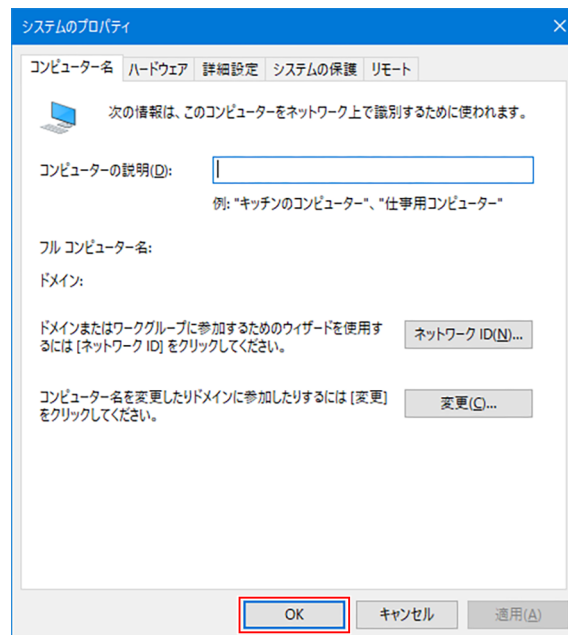 システムのプロパティ
コンピューター名 ハードウェア 詳細設定 システムの保護 リモート
次の情報は、このコンピューターをネットワーク上で識別するために使われます。
コンピューターの説明(D):
例: "キッチンのコンピューター"、"仕事用コンピューター"
フル コンピューター名:
ドメイン:
ドメインまたはワークグループに参加するためのウィザードを使用す
るには [ネットワーク ID] をクリックしてください。
ネットワーク ID(N)...
コンピューター名を変更したりドメインに参加したりするには [変更]
をクリックしてください。
変更(C)...
OK キャンセル 適用(A)